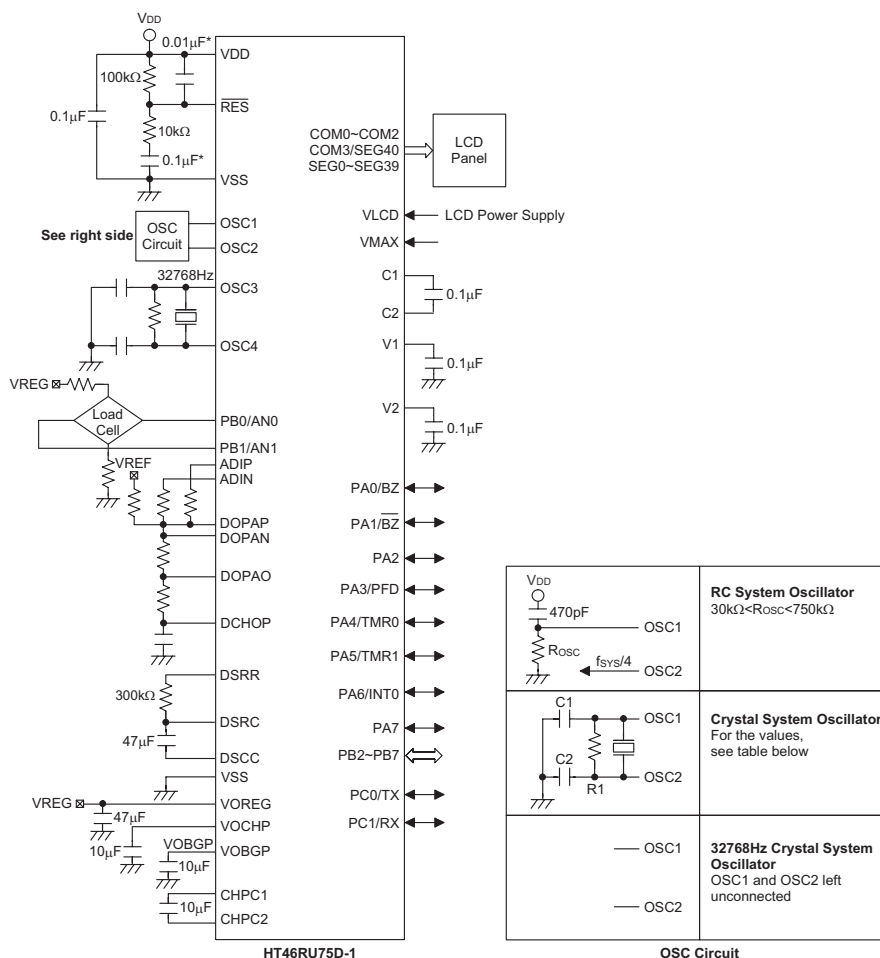 VDD
0.01µF*
VDD
100kΩ
RES
0.1µF
10kΩ
0.1µF*
VSS
See right side
OSC
Circuit
OSC1
OSC2
32768Hz
OSC3
OSC4
VREG
Load
Cell
PB0/AN0
PB1/AN1
VREF
ADIP
ADIN
DOPAP
DOPAN
DOPAO
DCHOP
DSRR
300kΩ
DSRC
47µF
DSCC
VSS
VREG
VOREG
47µF
VOCHP
10µF
VOBGP
VOBGP
10µF
CHPC1
10µF
CHPC2
COM0~COM2
COM3/SEG40
SEG0~SEG39
LCD
Panel
VLCD
LCD Power Supply
VMAX
C1
0.1µF
C2
V1
0.1µF
V2
0.1µF
PA0/BZ
PA1/BZ
PA2
PA3/PFD
PA4/TMR0
PA5/TMR1
PA6/INT0
PA7
PB2~PB7
PC0/TX
PC1/RX
HT46RU75D-1
VDD
470pF
OSC1
ROSC
fSYS/4
OSC2
RC System Oscillator
30kΩ<ROSC<750kΩ
C1
OSC1
C2
R1
OSC2
Crystal System Oscillator
For the values,
see table below
OSC1
OSC2
32768Hz Crystal System
Oscillator
OSC1 and OSC2 left
unconnected
OSC Circuit